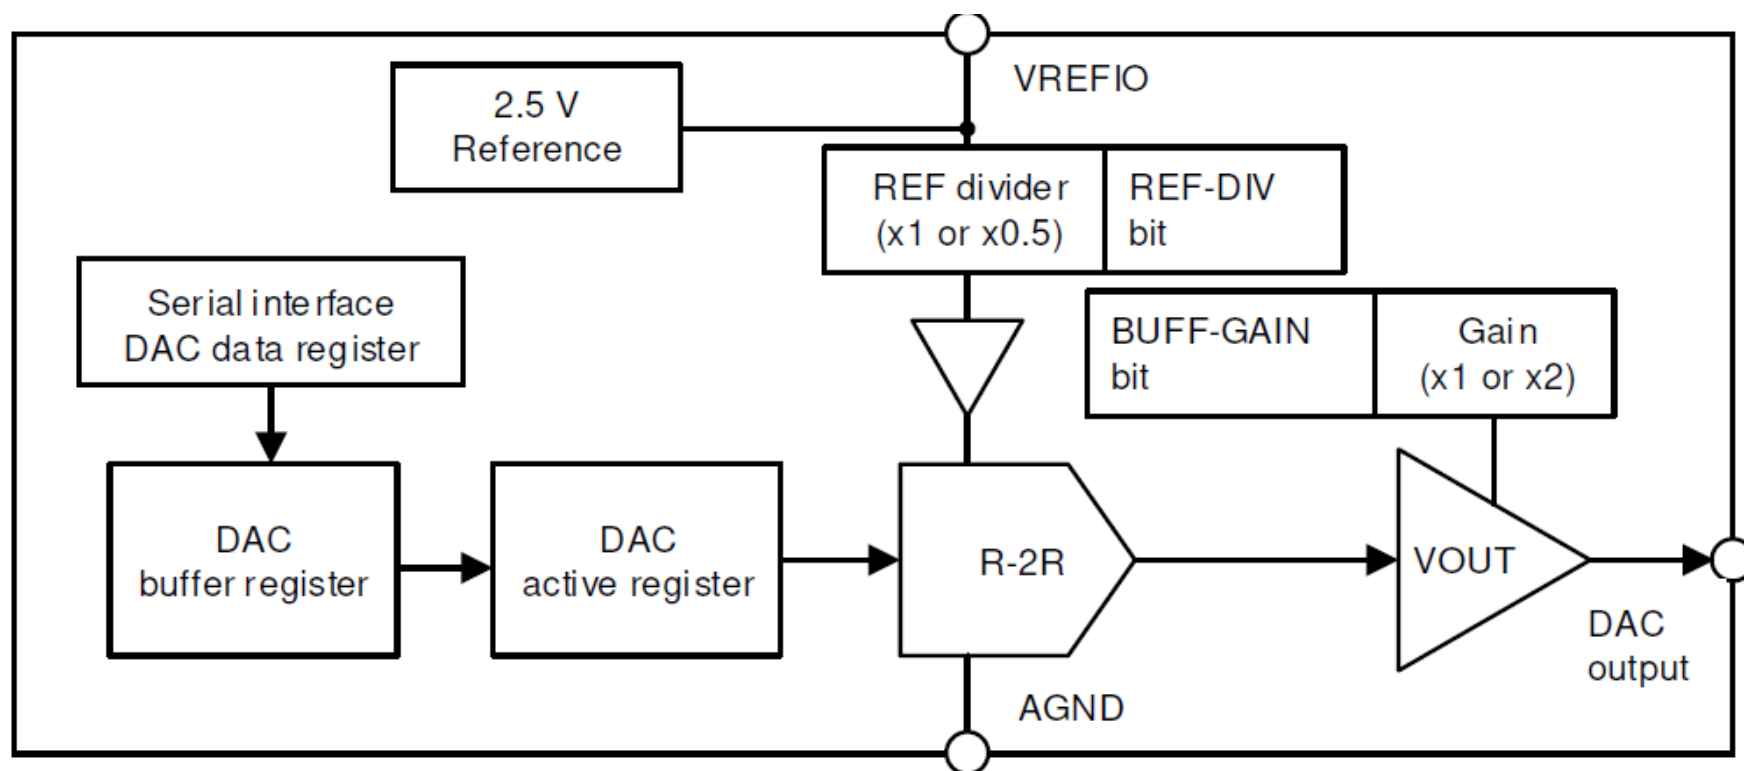 VREFIO
2.5 V
Reference
REF divider
(x1 or x0.5)
REF-DIV
bit
Serial interface
DAC data register
BUFF-GAIN
bit
Gain
(x1 or x2)
DAC
buffer register
DAC
active register
R-2R
VOUT
DAC
output
AGND